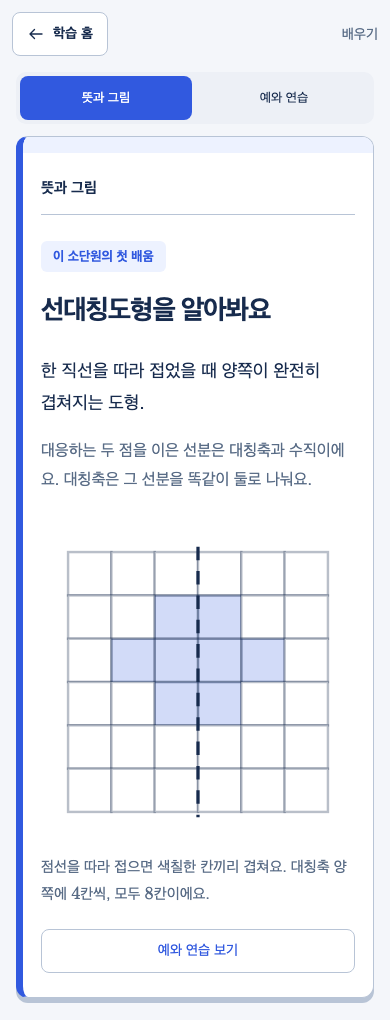 ← 학습 홈
배우기
뜻과 그림
예와 연습
뜻과 그림
이 소단원의 첫 배움
선대칭도형을 알아봐요
한 직선을 따라 접었을 때 양쪽이 완전히
겹쳐지는 도형.
대응하는 두 점을 이은 선분은 대칭축과 수직이에
요. 대칭축은 그 선분을 똑같이 둘로 나눠요.
점선을 따라 접으면 색칠한 칸끼리 겹쳐요. 대칭축 양
쪽에 4칸씩, 모두 8칸이에요.
예와 연습 보기